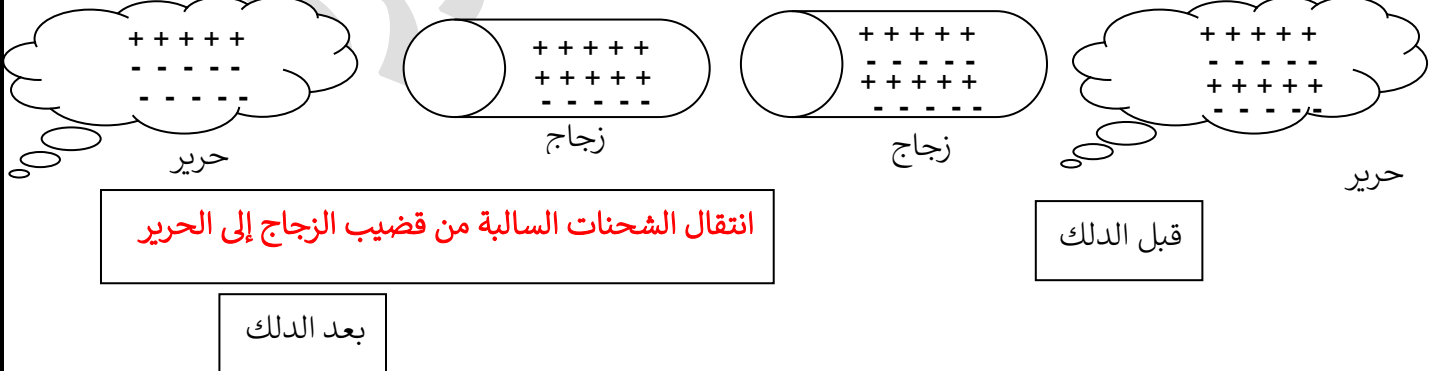 + + + + +
- - - - -
+ + + + +
- - - - -
حرير
+ + + + +
- - - - -
+ + + + +
- - - - -
زجاج
قبل الدلك
+ + + + +
+ + + + +
- - - - -
زجاج
+ + + + +
- - - - -
- - - - -
حرير
انتقال الشحنات السالبة من قضيب الزجاج إلى الحرير
بعد الدلك